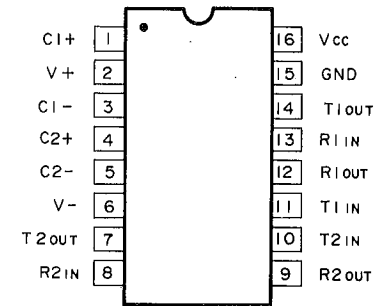 C1+ 1 16 Vcc
V+ 2 15 GND
C1- 3 14 T1OUT
C2+ 4 13 R1IN
C2- 5 12 R1OUT
V- 6 11 T1IN
T2OUT 7 10 T2IN
R2IN 8 9 R2OUT